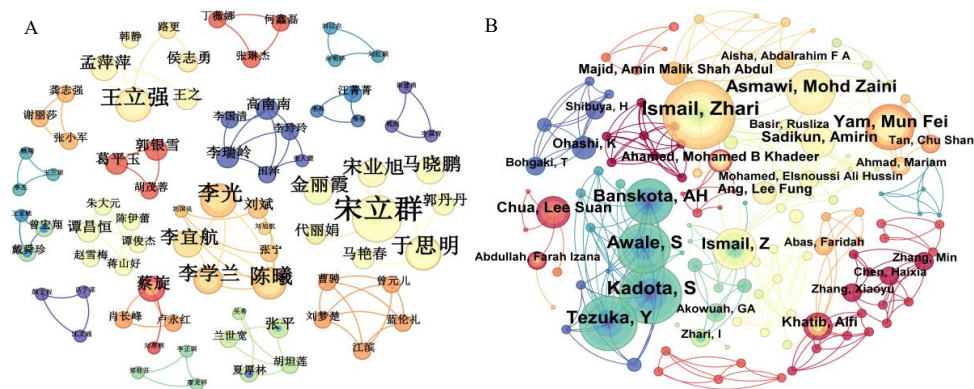 A
B
丁薇娜
何鑫磊
张琳杰
韩静
路更
孟萍萍
侯志勇
王立强
王之
龚志强
谢丽莎
张小军
汪菁菁
高南南
李国清
李玲玲
李瑞岭
郭银雪
葛平玉
胡茂蓉
宋业旭
马晓鹏
金丽霞
宋立群
郭丹丹
代丽娟
于思明
马艳春
李光
刘斌
李宜航
张宁
李学兰
陈曦
朱大元
曾宏翔
谭昌恒
陈伊蕾
戴舜珍
谭俊杰
赵雪梅
蒋山好
蔡旋
肖长峰
卢永红
曹骋
曾元儿
刘梦楚
蓝伦礼
江滨
张平
兰世宽
胡坦莲
夏厚林
Aisha, Abdalrahim F A
Majid, Amin Malik Shah Abdul
Asmawi, Mohd Zaini
Shibuya, H
Ismail, Zhari
Basir, Rusliza
Yam, Mun Fei
Ohashi, K
Sadikun, Amirin
Tan, Chu Shan
Bohgaki, T
Ahamed, Mohamed B Khadeer
Ahmad, Mariam
Mohamed, Elsnoussi Ali Hussin
Ang, Lee Fung
Banskota, AH
Chua, Lee Suan
Awale, S
Ismail, Z
Abas, Faridah
Abdullah, Farah Izana
Zhang, Min
Chen, Haixia
Kadota, S
Zhang, Xiaoyu
Akowuah, GA
Tezuka, Y
Khatib, Alfi
Zhari, I